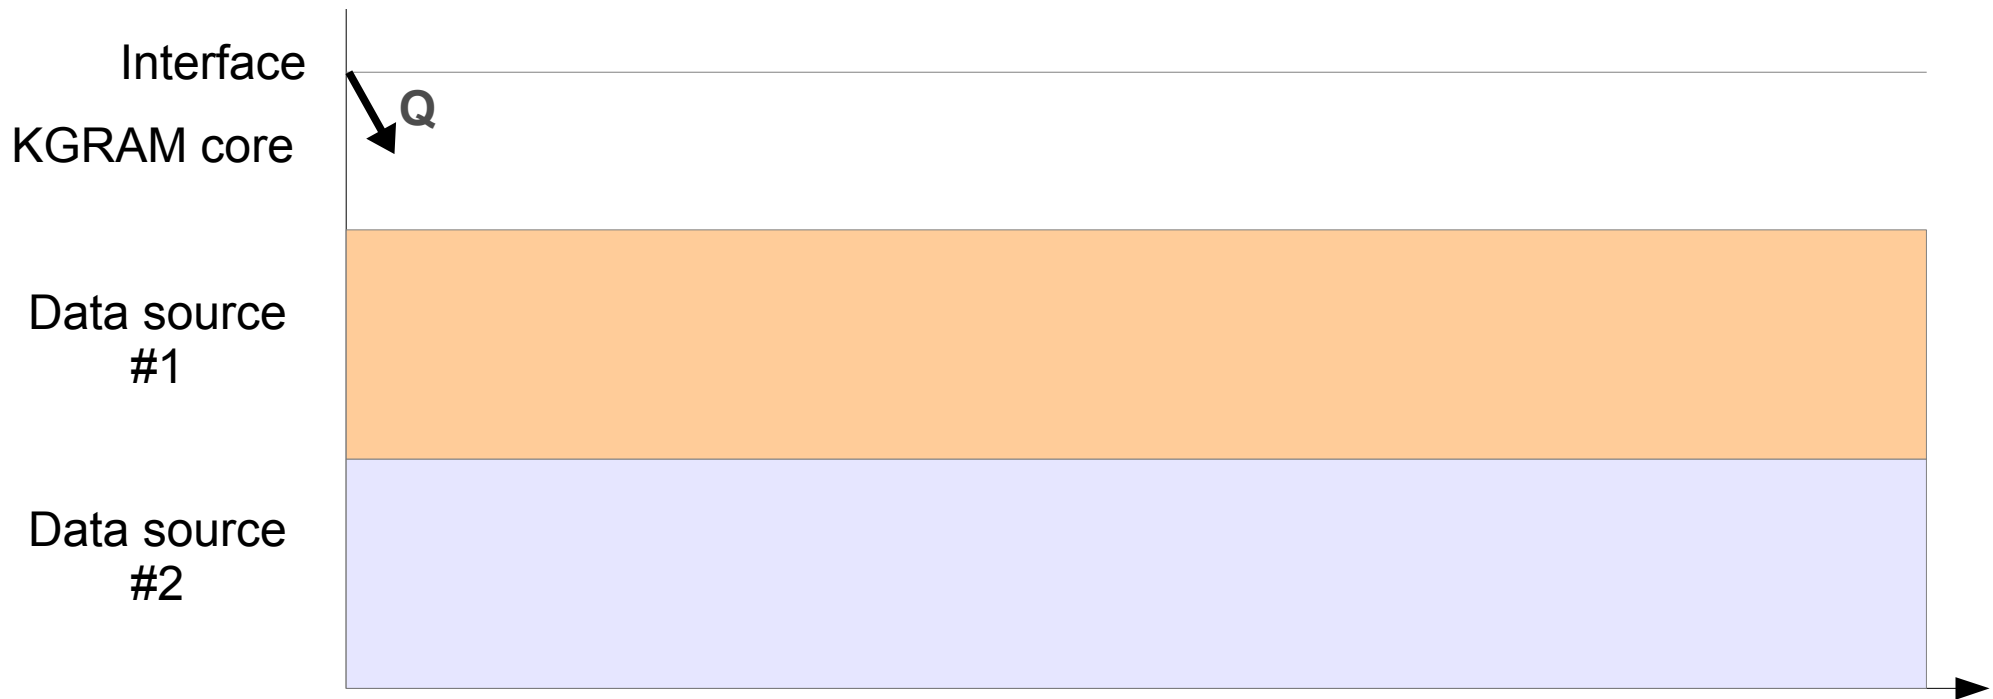 Interface
Q
KGRAM core
Data source
#1
Data source
#2